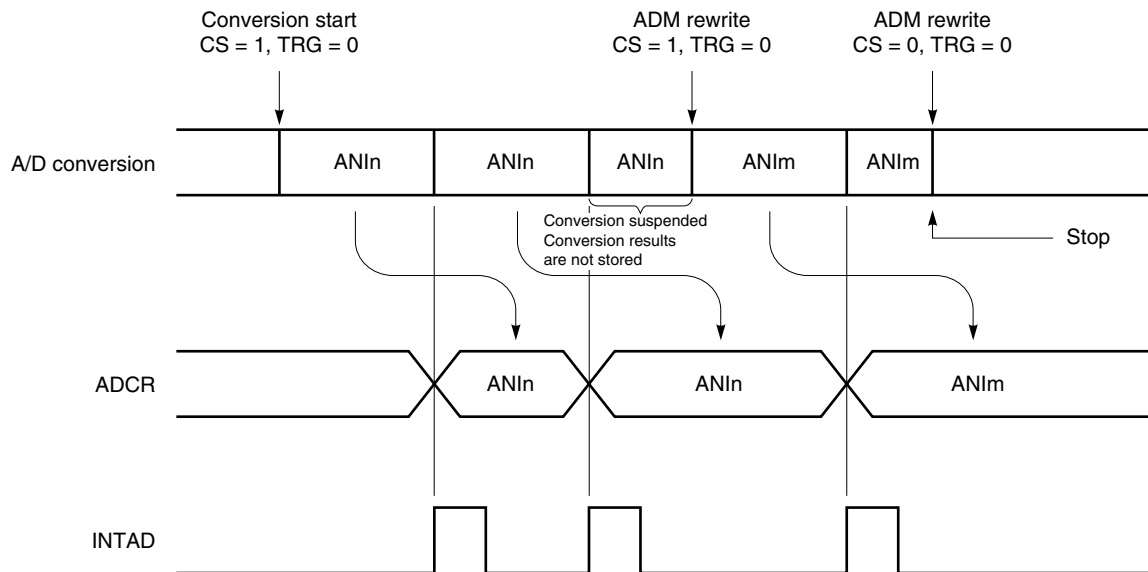 Conversion start
CS = 1, TRG = 0
ADM rewrite
CS = 1, TRG = 0
ADM rewrite
CS = 0, TRG = 0
A/D conversion
ANIn
ANIn
ANIn
ANIm
ANIm
Conversion suspended
Conversion results
are not stored
Stop
ADCR
ANIn
ANIn
ANIm
INTAD